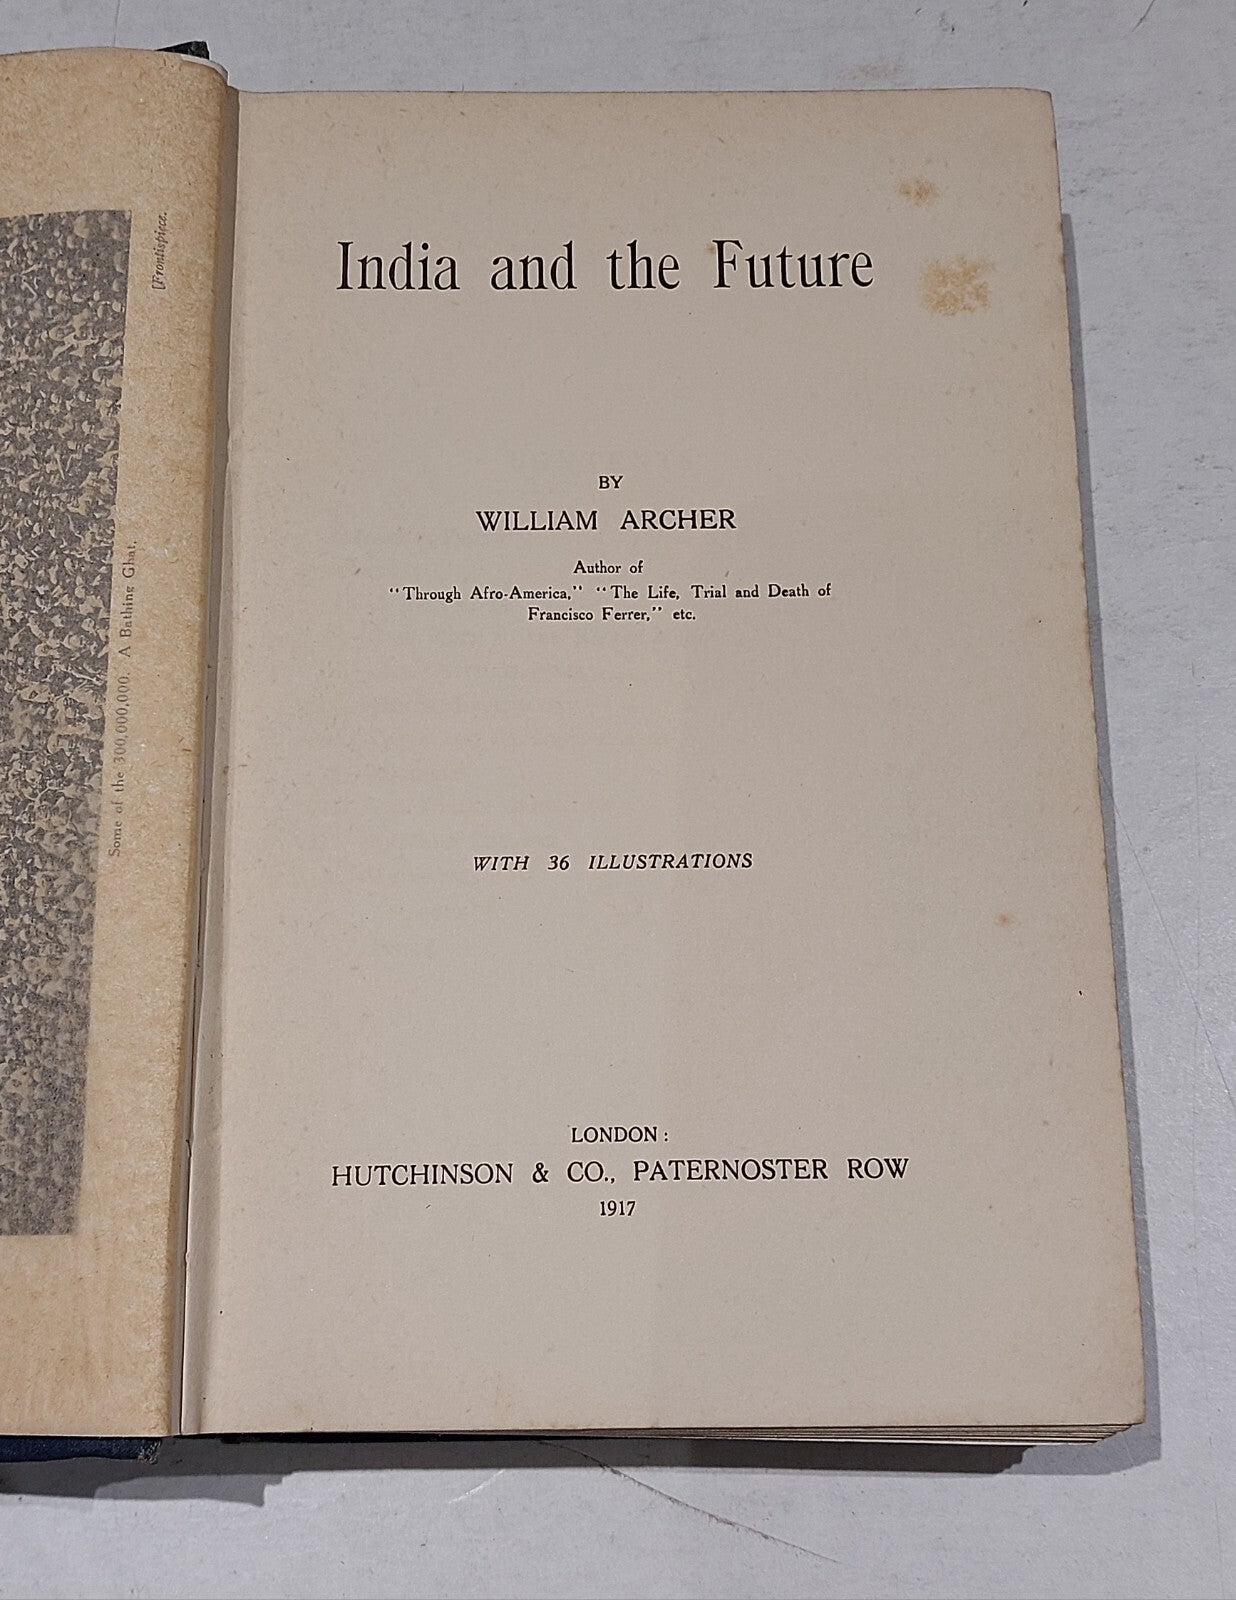 [Frontispiece.
Some of the 300,000,000. A Bathing Ghat.
India and the Future
BY
WILLIAM ARCHER
Author of
"Through Afro-America," "The Life, Trial and Death of
Francisco Ferrer," etc.
WITH 36 ILLUSTRATIONS
LONDON:
HUTCHINSON & CO., PATERNOSTER ROW
1917